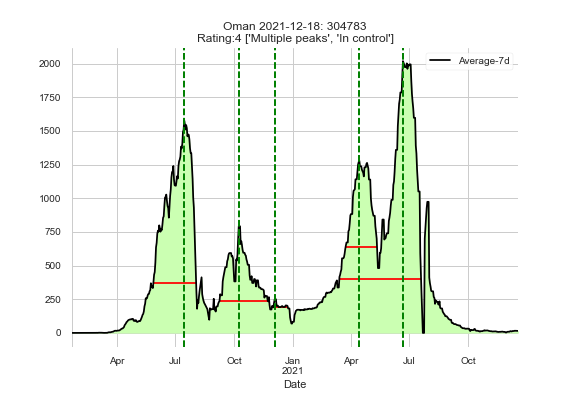 Oman 2021-12-18: 304783
Rating:4 ['Multiple peaks', 'In control']
Average-7d
2000
1750
1500
1250
1000
750
500
250
0
Apr Jul Oct Jan Apr Jul Oct
2021
Date